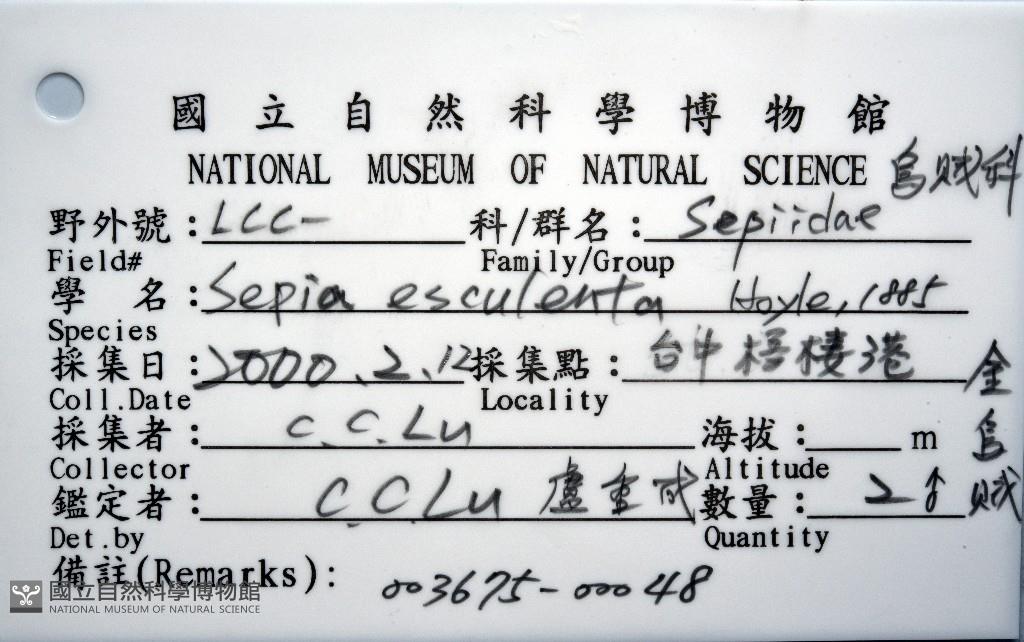 國立自然科學博物館
NATIONAL MUSEUM OF NATURAL SCIENCE 烏賊科
野外號：LCC- 科/群名：Sepiidae
Field# Family/Group
學 名：Sepia esculenta Hoyle, 1885
Species
採集日：2000.2.12 採集點：台中梧棲港
Coll.Date Locality
金烏賊
採集者：C.C.Lu 海拔： m
Collector Altitude
鑑定者：C.C.Lu 盧重成 數量：2♂
Det.by Quantity
備註(Remarks): 003675-00048
國立自然科學博物館
NATIONAL MUSEUM OF NATURAL SCIENCE